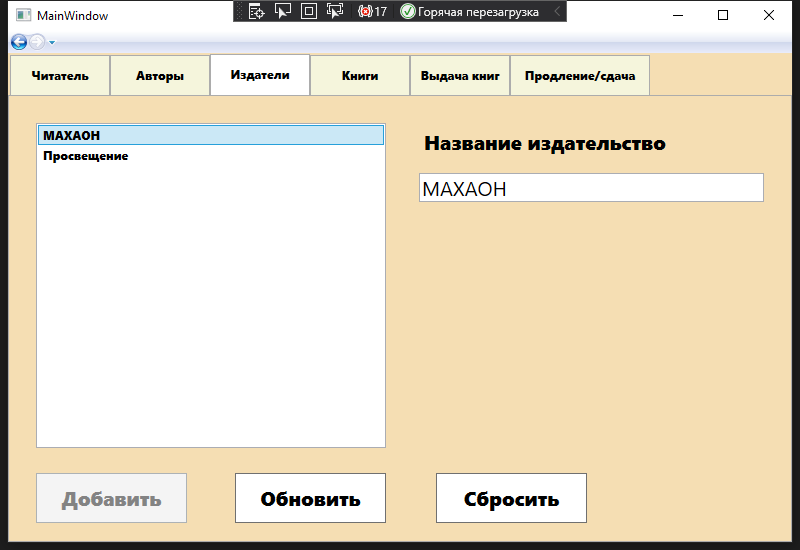 MainWindow
17 Горячая перезагрузка
Читатель Авторы Издатели Книги Выдача книг Продление/сдача
МАХАОН
Просвещение
Название издательство
МАХАОН
Добавить Обновить Сбросить